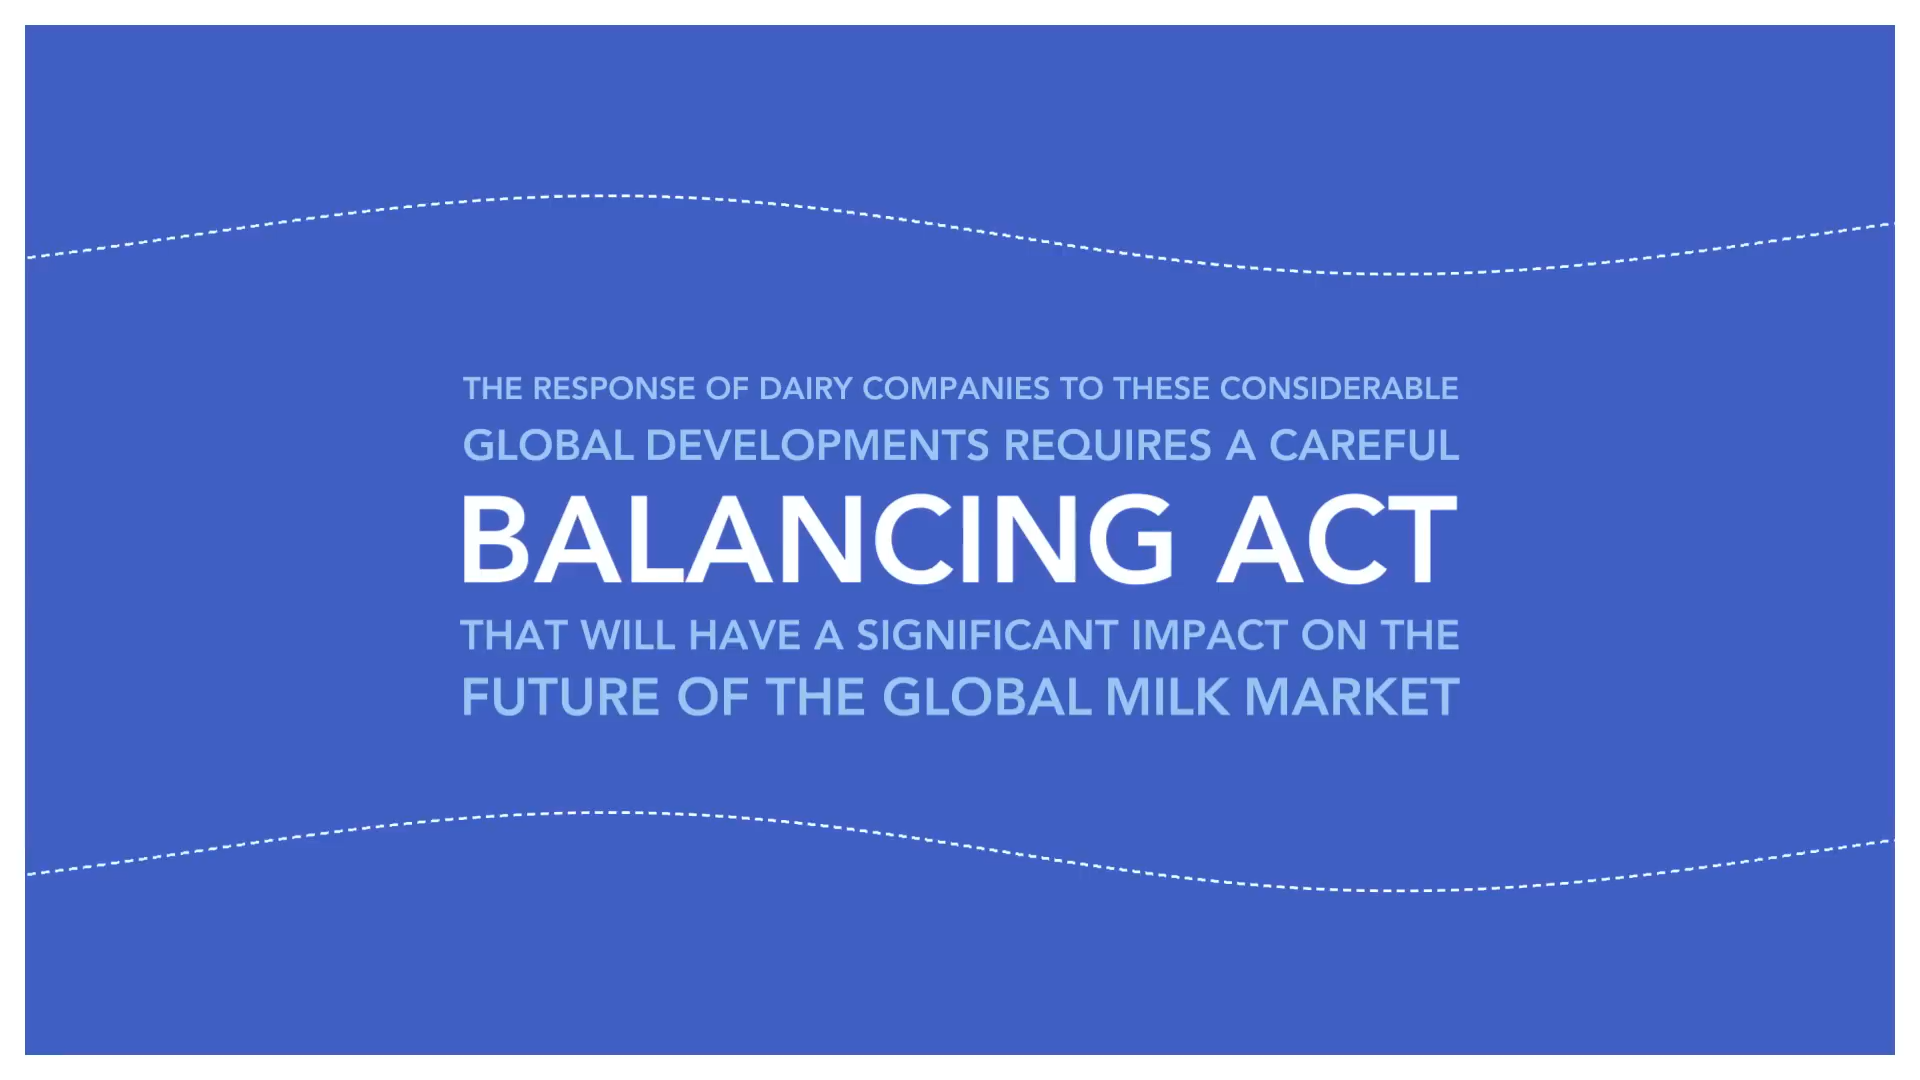 THE RESPONSE OF DAIRY COMPANIES TO THESE CONSIDERABLE
GLOBAL DEVELOPMENTS REQUIRES A CAREFUL
BALANCING ACT
THAT WILL HAVE A SIGNIFICANT IMPACT ON THE
FUTURE OF THE GLOBAL MILK MARKET